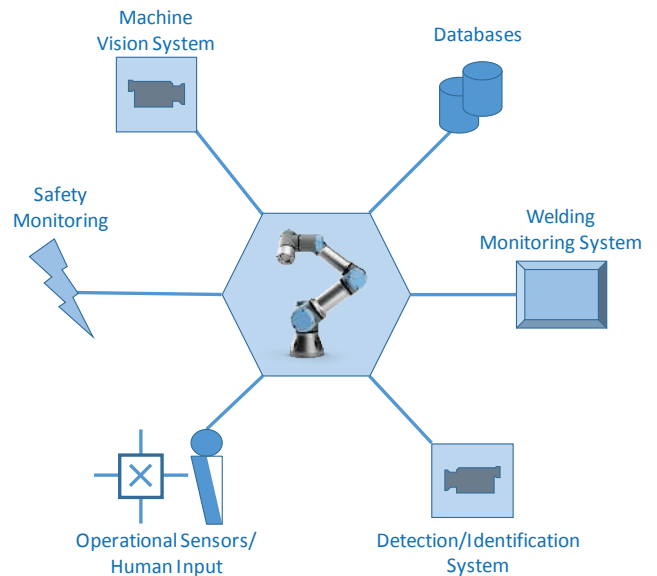 Machine
Vision System
Databases
Safety
Monitoring
Welding
Monitoring System
Operational Sensors/
Human Input
Detection/Identification
System